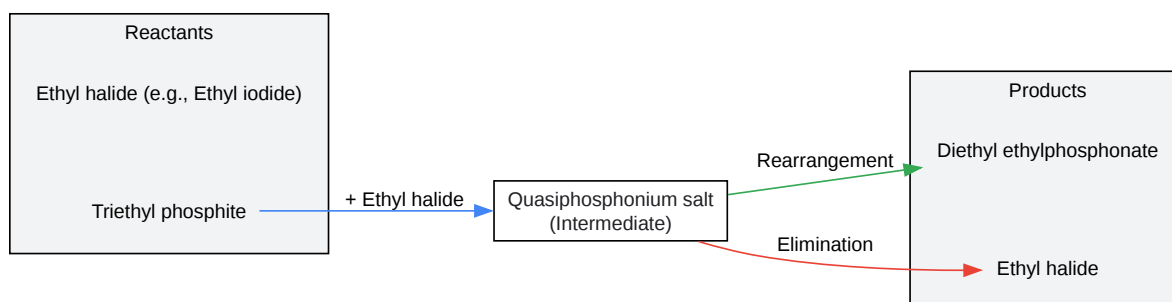 Reactants
Ethyl halide (e.g., Ethyl iodide)
Triethyl phosphite
+ Ethyl halide
Quasiphosphonium salt
(Intermediate)
Rearrangement
Elimination
Products
Diethyl ethylphosphonate
Ethyl halide